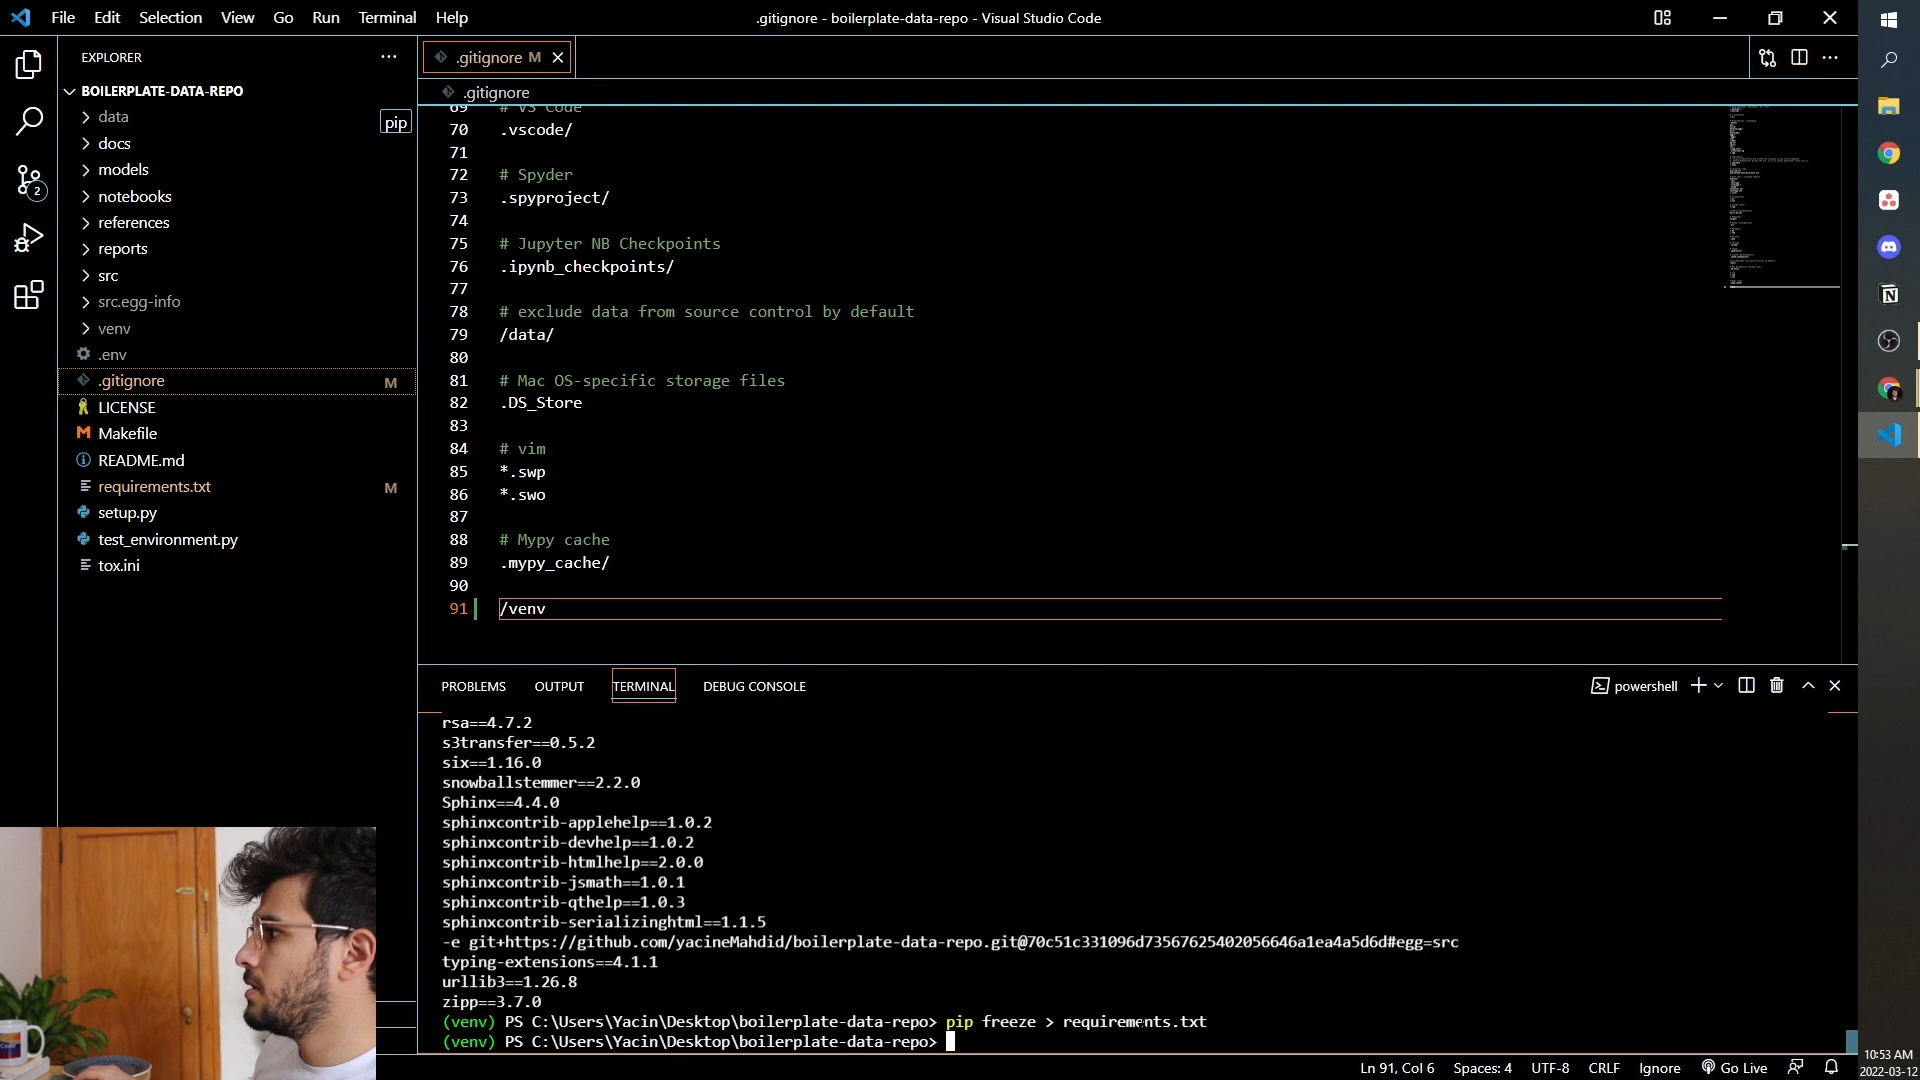 File Edit Selection View Go Run Terminal Help
.gitignore - boilerplate-data-repo - Visual Studio Code
EXPLORER
BOILERPLATE-DATA-REPO
data
pip
docs
models
notebooks
2
references
reports
src
src.egg-info
venv
.env
.gitignore M
LICENSE
Makefile
README.md
requirements.txt M
setup.py
test_environment.py
tox.ini
.gitignore M
.gitignore
69 # VS Code
70 .vscode/
71
72 # Spyder
73 .spyproject/
74
75 # Jupyter NB Checkpoints
76 .ipynb_checkpoints/
77
78 # exclude data from source control by default
79 /data/
80
81 # Mac OS-specific storage files
82 .DS_Store
83
84 # vim
85 *.swp
86 *.swo
87
88 # Mypy cache
89 .mypy_cache/
90
91 /venv
PROBLEMS OUTPUT TERMINAL DEBUG CONSOLE
powershell
rsa==4.7.2
s3transfer==0.5.2
six==1.16.0
snowballstemmer==2.2.0
Sphinx==4.4.0
sphinxcontrib-applehelp==1.0.2
sphinxcontrib-devhelp==1.0.2
sphinxcontrib-htmlhelp==2.0.0
sphinxcontrib-jsmath==1.0.1
sphinxcontrib-qthelp==1.0.3
sphinxcontrib-serializinghtml==1.1.5
-e git+https://github.com/yacineMahdid/boilerplate-data-repo.git@70c51c331096d73567625402056646a1ea4a5d6d#egg=src
typing-extensions==4.1.1
urllib3==1.26.8
zipp==3.7.0
(venv) PS C:\Users\Yacin\Desktop\boilerplate-data-repo> pip freeze > requirements.txt
(venv) PS C:\Users\Yacin\Desktop\boilerplate-data-repo>
Ln 91, Col 6 Spaces: 4 UTF-8 CRLF Ignore Go Live
10:53 AM
2022-03-12